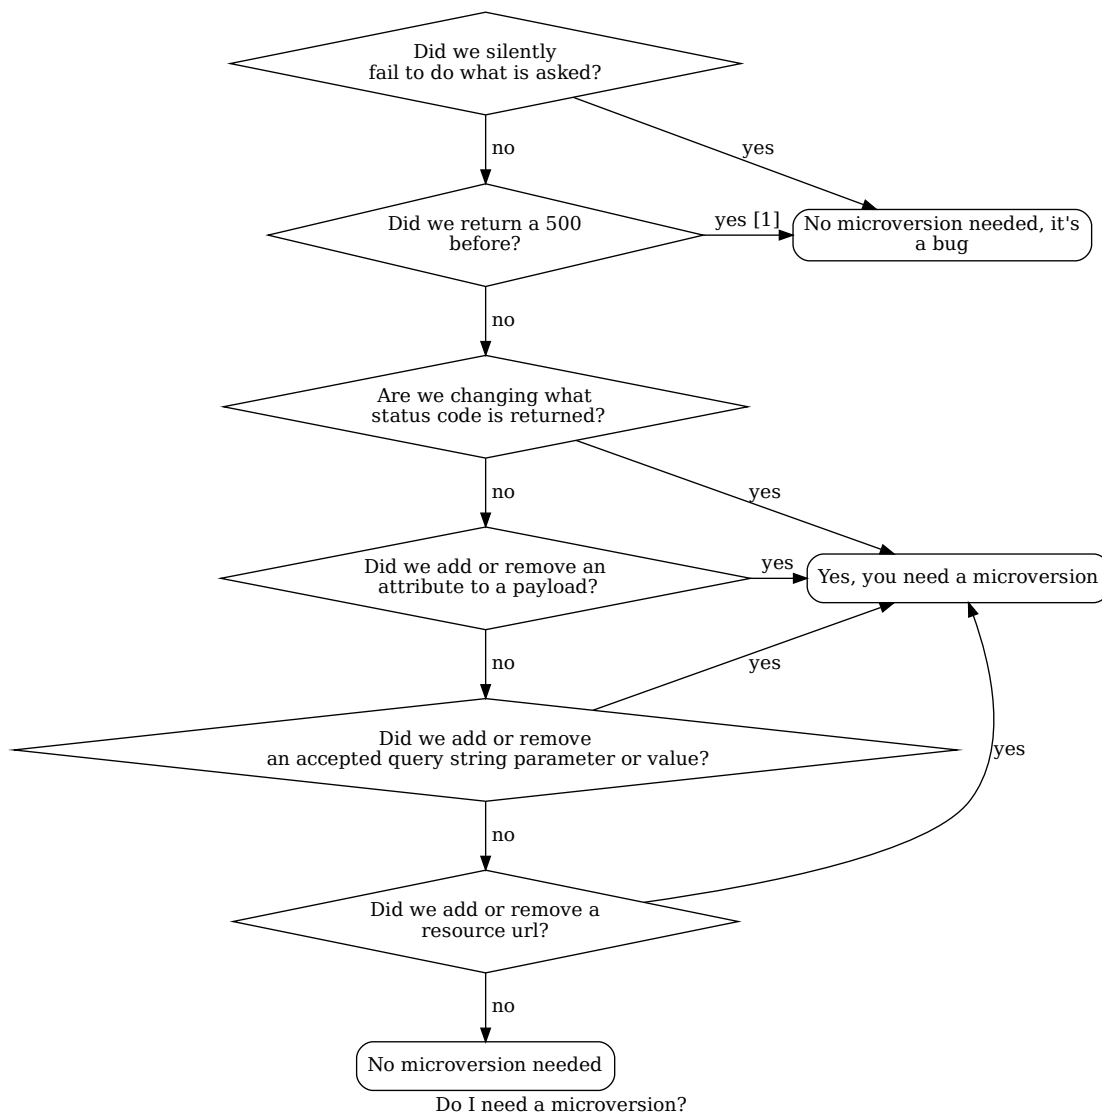 Did we silently
fail to do what is asked?
no
yes
Did we return a 500
before?
yes [1]
No microversion needed, it's
a bug
no
Are we changing what
status code is returned?
no
yes
Did we add or remove an
attribute to a payload?
yes
Yes, you need a microversion
no
yes
Did we add or remove
an accepted query string parameter or value?
yes
no
Did we add or remove a
resource url?
no
No microversion needed
Do I need a microversion?